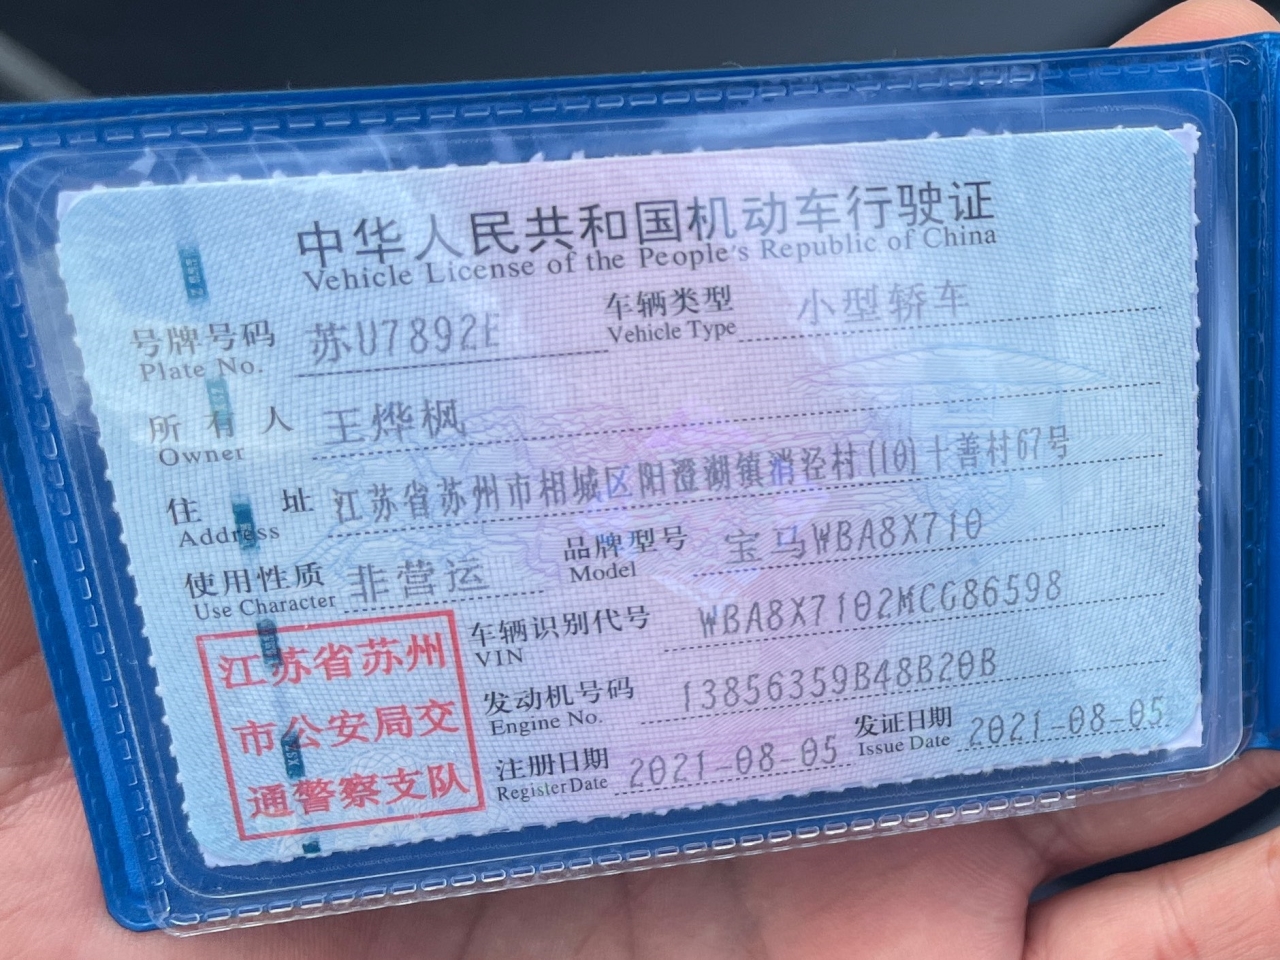 中华人民共和国机动车行驶证
Vehicle License of the People's Republic of China
号牌号码 苏U7892E 车辆类型 小型轿车
Plate No. Vehicle Type
所有人 王烨枫
Owner
住址 江苏省苏州市相城区阳澄湖镇消泾村(10)十善村67号
Address
使用性质 非营运 品牌型号 宝马WBA8X710
Use Character Model
江苏省苏州
市公安局交
通警察支队
车辆识别代号 WBA8X7102MCG86598
VIN
发动机号码 13856359B48B20B
Engine No.
注册日期 2021-08-05 发证日期 2021-08-05
Register Date Issue Date